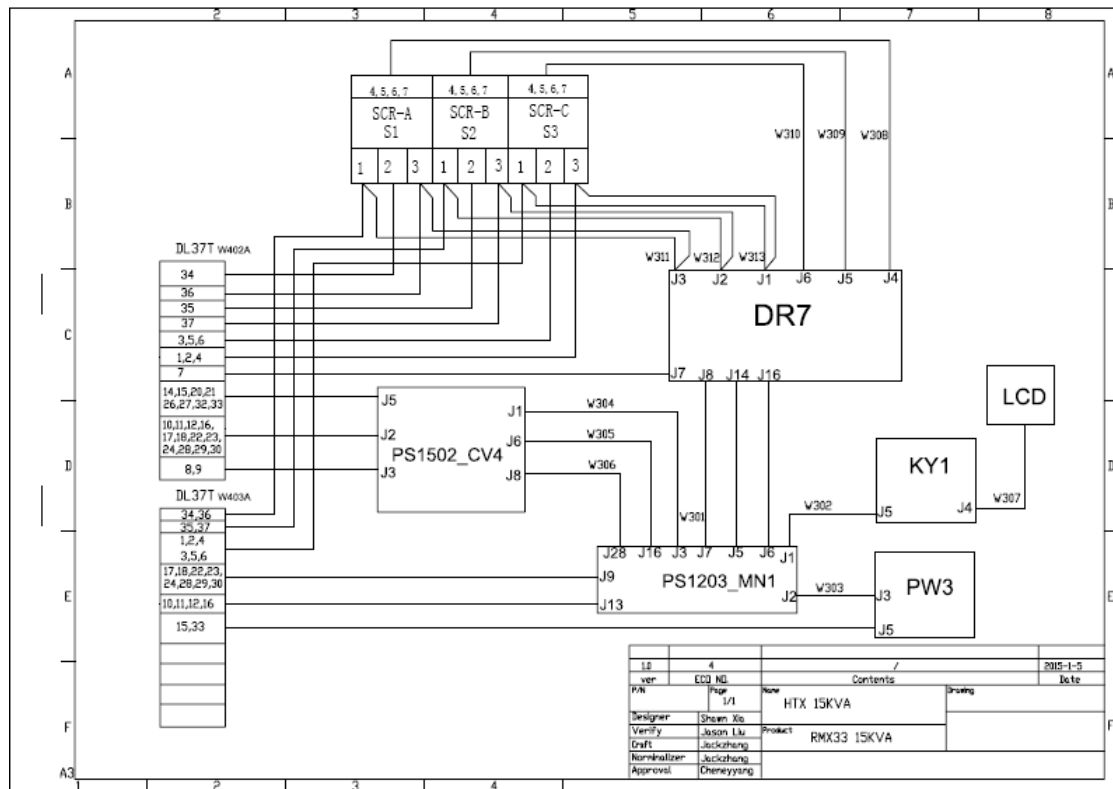 2 3 4 5 6 7 8
A A
4,5,6,7 4,5,6,7 4,5,6,7
SCR-A SCR-B SCR-C
S1 S2 S3
W310 W309 W308
1 2 3 1 2 3 1 2 3
B B
DL37T W402A
W311 W312 W313
34
J3 J2 J1 J6 J5 J4
36
35
DR7
37
C C
3,5,6
1,2,4
7
J7 J8 J14 J16
14,15,20,21
26,27,32,33
J5
J1 W304
LCD
10,11,12,16,
17,18,22,23,
24,28,29,30
J2
J6 W305
PS1502_CV4
KY1
D D
8,9
J3
J8 W306
W307
DL37T W403A
34,36
W301
W302
J5 J4
35,37
1,2,4
3,5,6
J28 J16 J3 J7 J5 J6 J1
PS1203_MN1
17,18,22,23,
24,28,29,30
J9
J2 W303 J3
PW3
E E
10,11,12,16
J13
15,33
J5
1.0 4 / 2015-1-5
ver ECO NO. Contents Date
P/N Page Name Drawing
1/1 HTX 15KVA
Designer Shawn Xia
Verify Jason Liu Product RMX33 15KVA
Draft Jackzhang
Norminalizer Jackzhang
Approval Cheneyyang
F F
A3
2 3 4 5 6 7 8